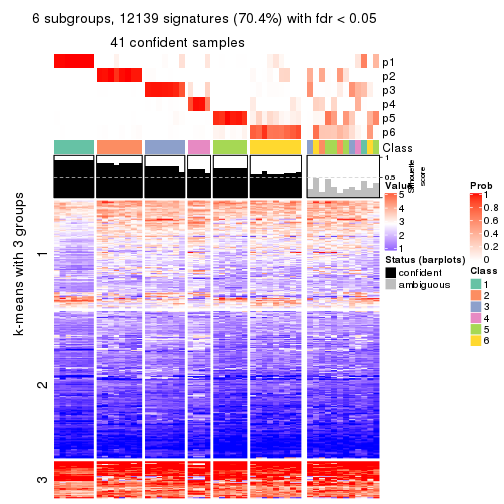 6 subgroups, 12139 signatures (70.4%) with fdr < 0.05
41 confident samples
p1
p2
p3
p4
p5
p6
Class
1
0.5
0
Silhouette
score
k-means with 3 groups
1
2
3
Value
5
4
3
2
1
Status (barplots)
confident
ambiguous
Prob
1
0.8
0.6
0.4
0.2
0
Class
1
2
3
4
5
6